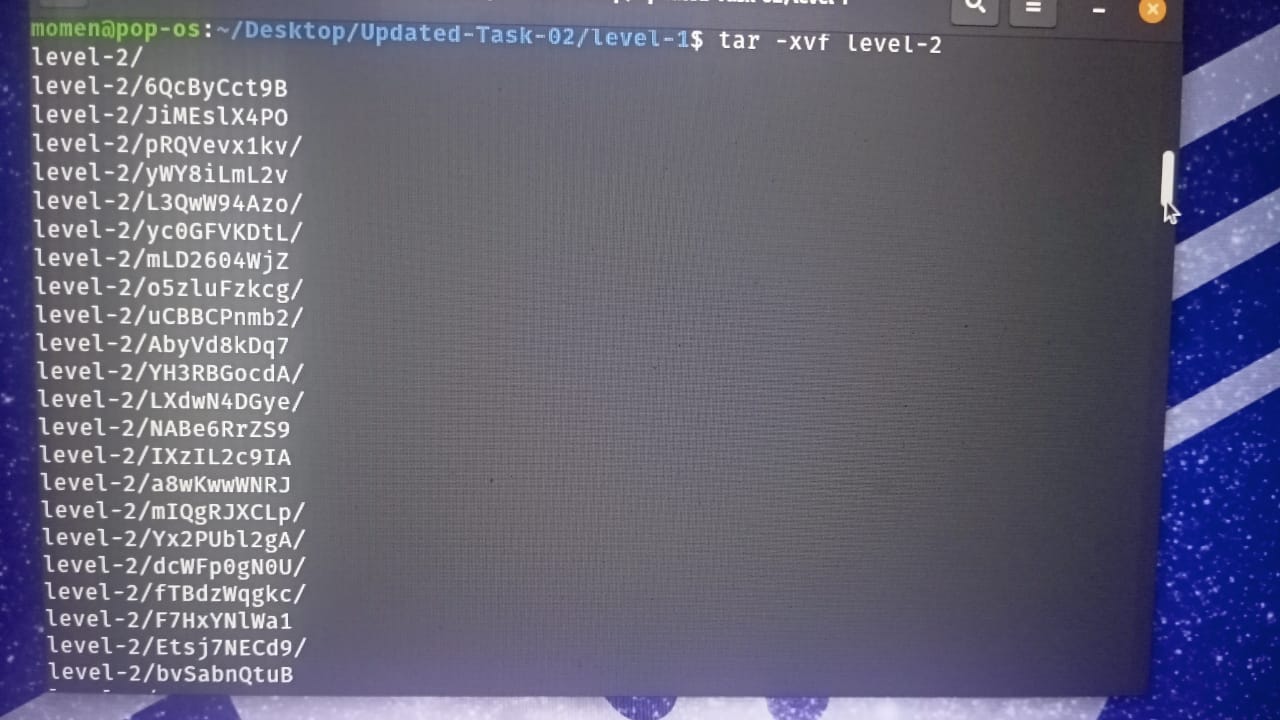 momen@pop-os:~/Desktop/Updated-Task-02/level-1$ tar -xvf level-2
level-2/
level-2/6QcByCct9B
level-2/JiMEslX4PO
level-2/pRQVevx1kv/
level-2/yWY8iLmL2v
level-2/L3QwW94Azo/
level-2/yc0GFVKDtL/
level-2/mLD2604WjZ
level-2/o5zluFzkcg/
level-2/uCBBCPnmb2/
level-2/AbyVd8kDq7
level-2/YH3RBGocdA/
level-2/LXdwN4DGye/
level-2/NABe6RrZS9
level-2/IXzIL2c9IA
level-2/a8wKwwWNRJ
level-2/mIQgRJXCLp/
level-2/Yx2PUbl2gA/
level-2/dcWFp0gN0U/
level-2/fTBdzWqgkc/
level-2/F7HxYNlWa1
level-2/Etsj7NECd9/
level-2/bvSabnQtuB